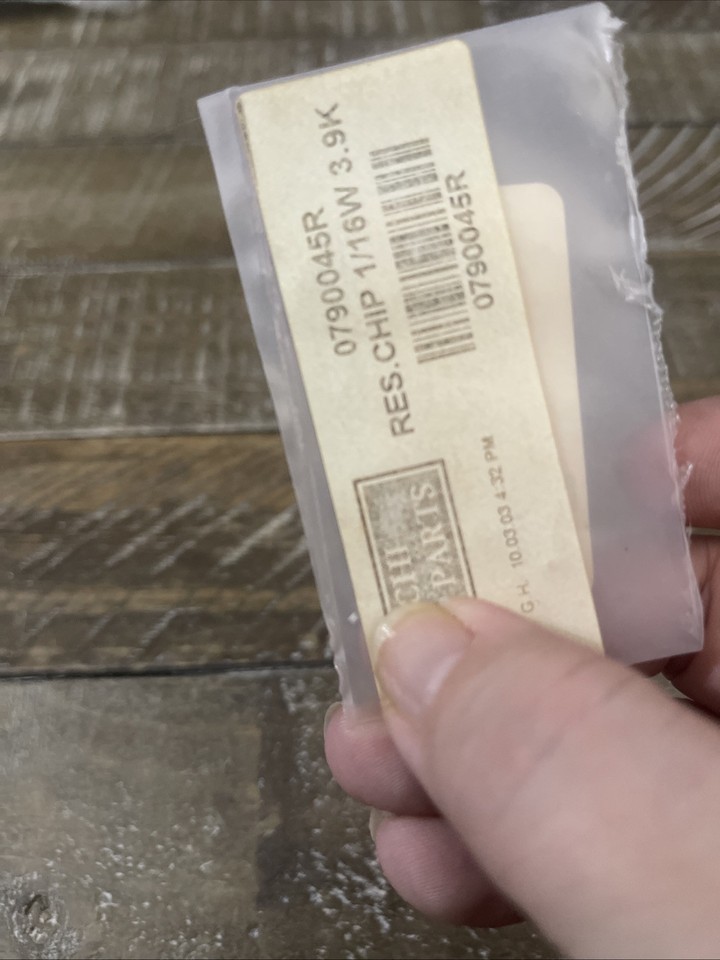 0790045R
RES.CHIP 1/16W 3.9K
0790045R
CHI
PARTS
G.H. 10.03.03 4:32 PM